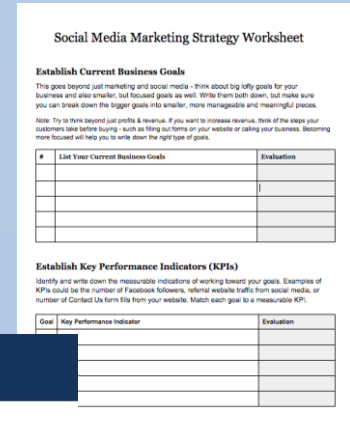 Social Media Marketing Strategy Worksheet
Establish Current Business Goals
This goes beyond just marketing and social media - think about big lofty goals for your
business and also smaller, but focused goals as well. Write them both down, but make sure
you can break down the bigger goals into smaller, more manageable and meaningful pieces.
Note: Try to think beyond just profits & revenue. If you want to increase revenue, think of the steps your
customers take before buying - such as filling out forms on your website or calling your business. Becoming
more focused will help you to write down the right type of goals.
# List Your Current Business Goals Evaluation
Establish Key Performance Indicators (KPIs)
Identify and write down the measurable indications of working toward your goals. Examples of
KPIs could be the number of Facebook followers, referral website traffic from social media, or
number of Contact Us form fills from your website. Match each goal to a measurable KPI.
Goal Key Performance Indicator Evaluation